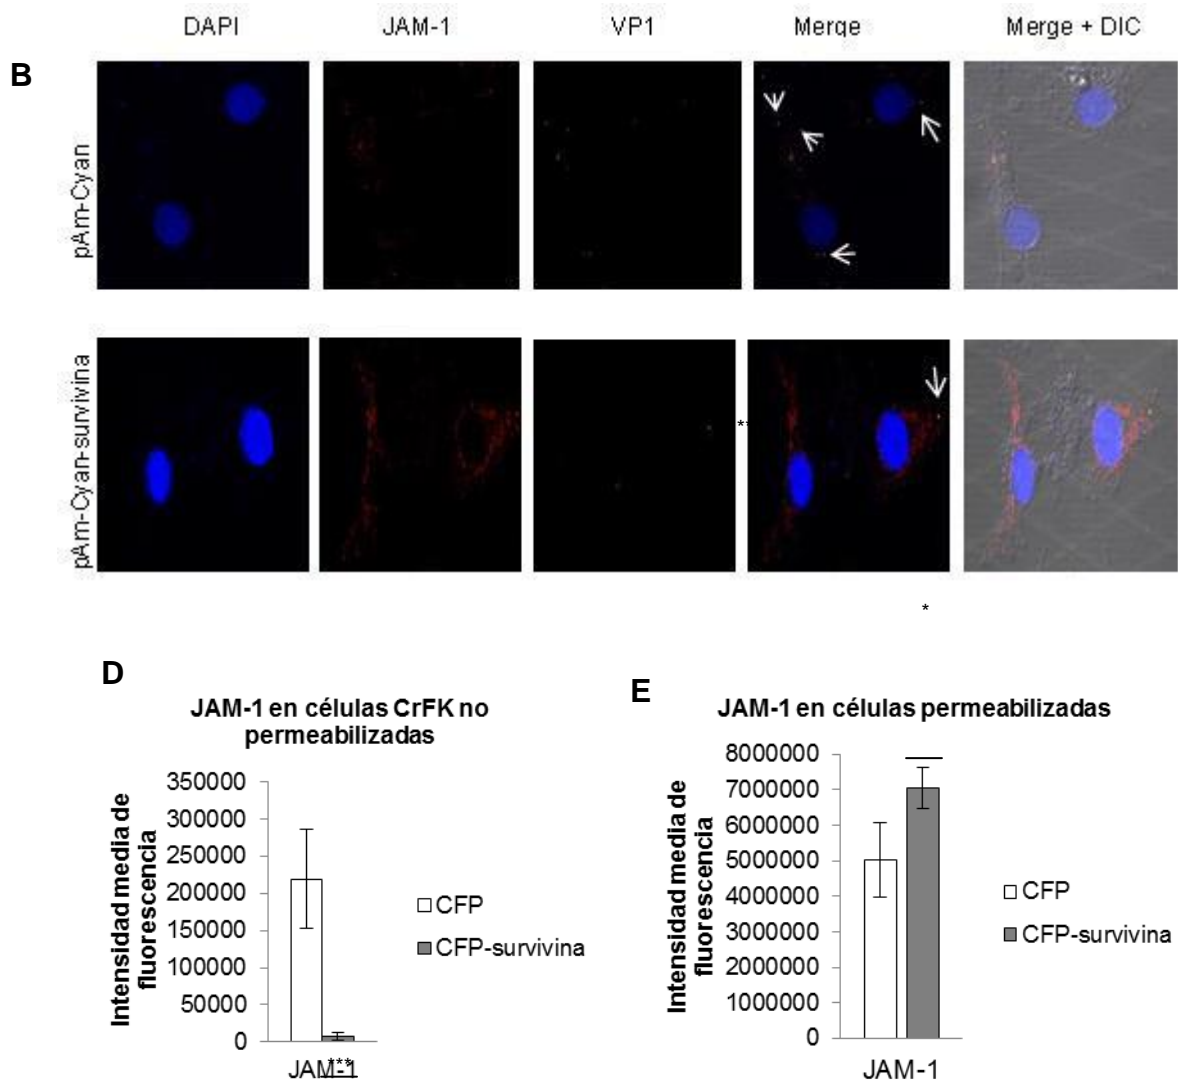 DAPI JAM-1 VP1 Merge Merge + DIC
B
pAm-Cyan
pAm-Cyan-survivina
**
*
D
JAM-1 en células CrFK no
permeabilizadas
Intensidad media de
fluorescencia
350000
300000
250000
200000
150000
100000
50000
0
JAM-1
***
CFP
CFP-survivina
E
JAM-1 en células permeabilizadas
Intensidad media de
fluorescencia
8000000
7000000
6000000
5000000
4000000
3000000
2000000
1000000
0
JAM-1
CFP
CFP-survivina